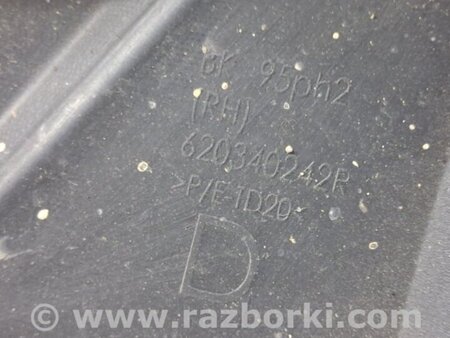 BK 95ph2
(RH)
620340242R
>P/E-TD20<
D
© www.razborki.com